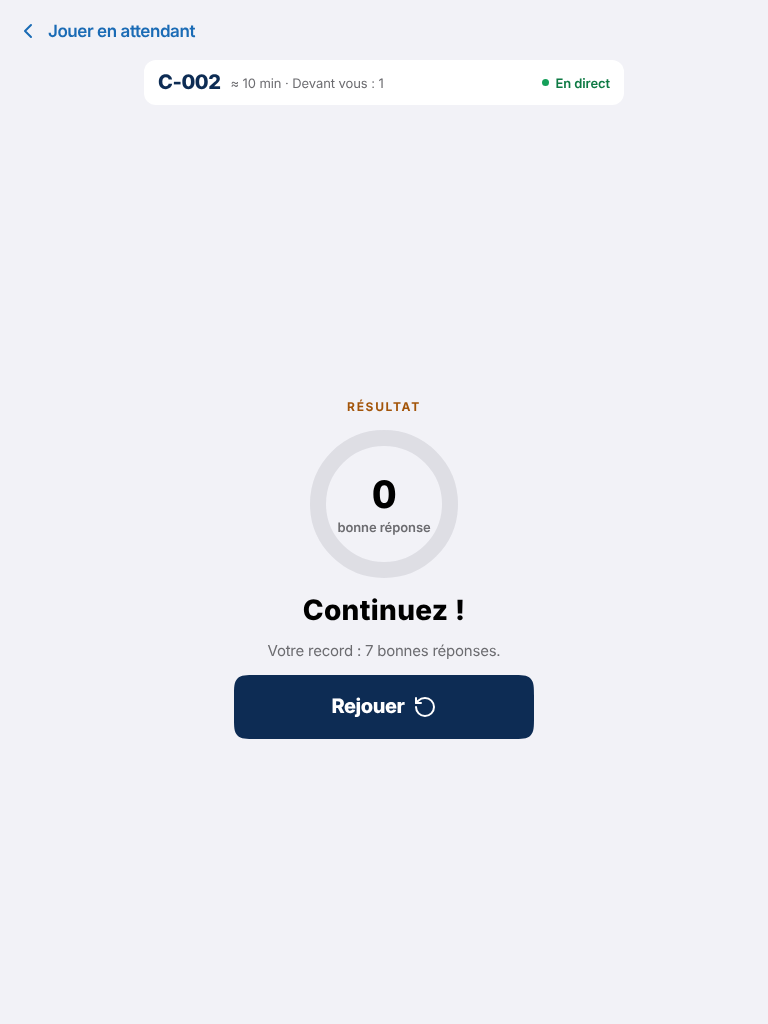 Jouer en attendant
C-002 ≈ 10 min · Devant vous : 1 En direct
RÉSULTAT
0
bonne réponse
Continuez !
Votre record : 7 bonnes réponses.
Rejouer